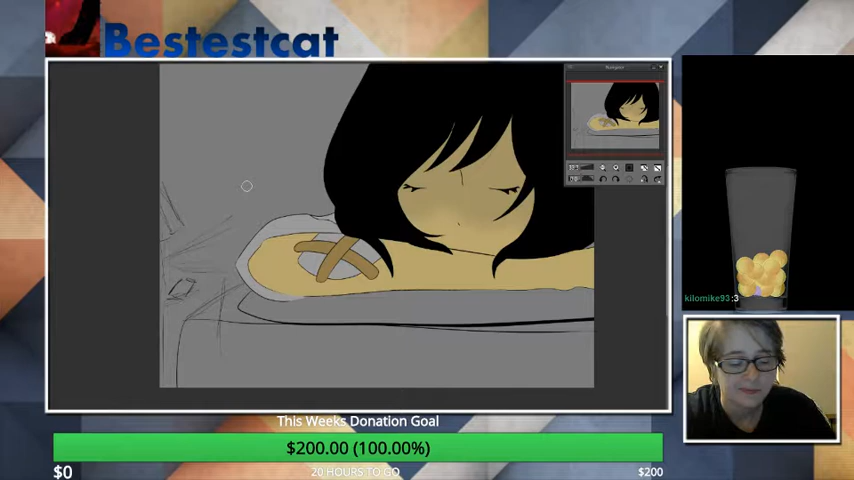 Bestestcat
kilomike93 :3
This Weeks Donation Goal
$200.00 (100.00%)
$0
20 HOURS TO GO
$200